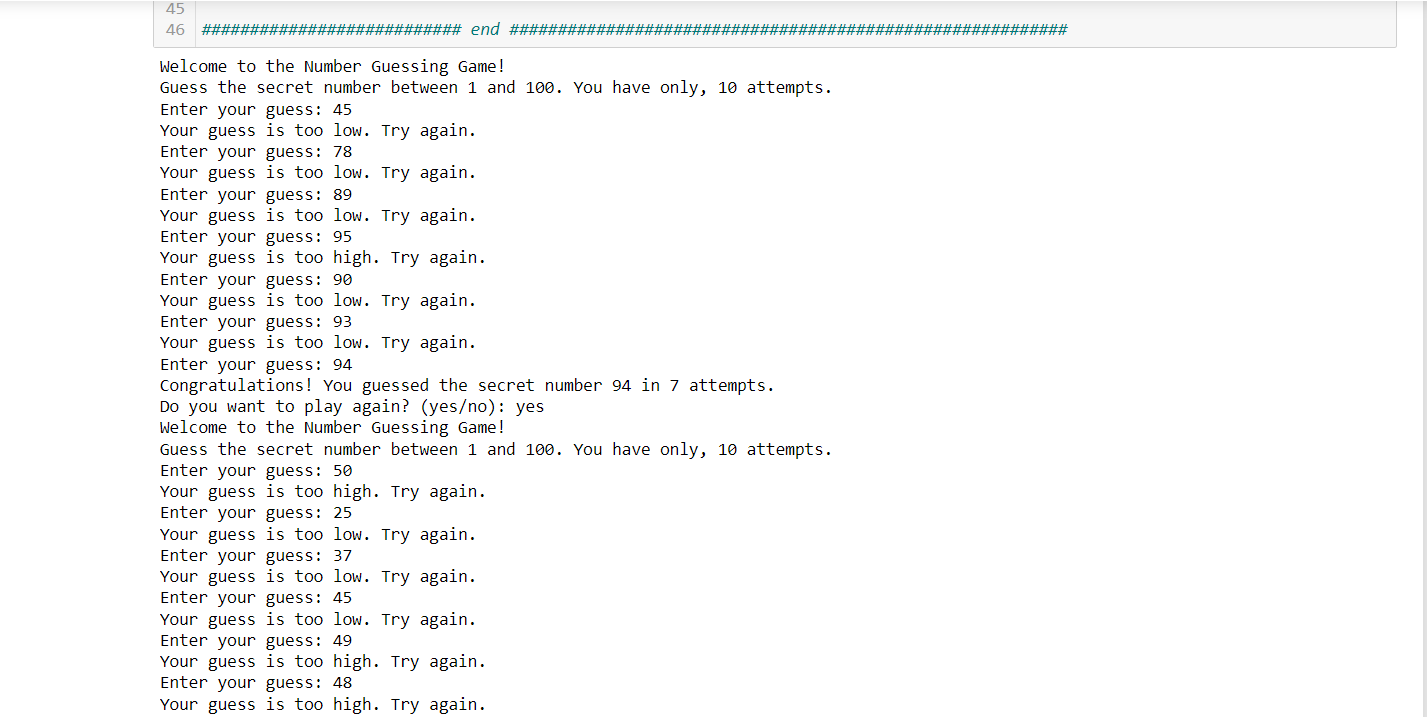 45
46 ########################### end ##########################################################
Welcome to the Number Guessing Game!
Guess the secret number between 1 and 100. You have only, 10 attempts.
Enter your guess: 45
Your guess is too low. Try again.
Enter your guess: 78
Your guess is too low. Try again.
Enter your guess: 89
Your guess is too low. Try again.
Enter your guess: 95
Your guess is too high. Try again.
Enter your guess: 90
Your guess is too low. Try again.
Enter your guess: 93
Your guess is too low. Try again.
Enter your guess: 94
Congratulations! You guessed the secret number 94 in 7 attempts.
Do you want to play again? (yes/no): yes
Welcome to the Number Guessing Game!
Guess the secret number between 1 and 100. You have only, 10 attempts.
Enter your guess: 50
Your guess is too high. Try again.
Enter your guess: 25
Your guess is too low. Try again.
Enter your guess: 37
Your guess is too low. Try again.
Enter your guess: 45
Your guess is too low. Try again.
Enter your guess: 49
Your guess is too high. Try again.
Enter your guess: 48
Your guess is too high. Try again.